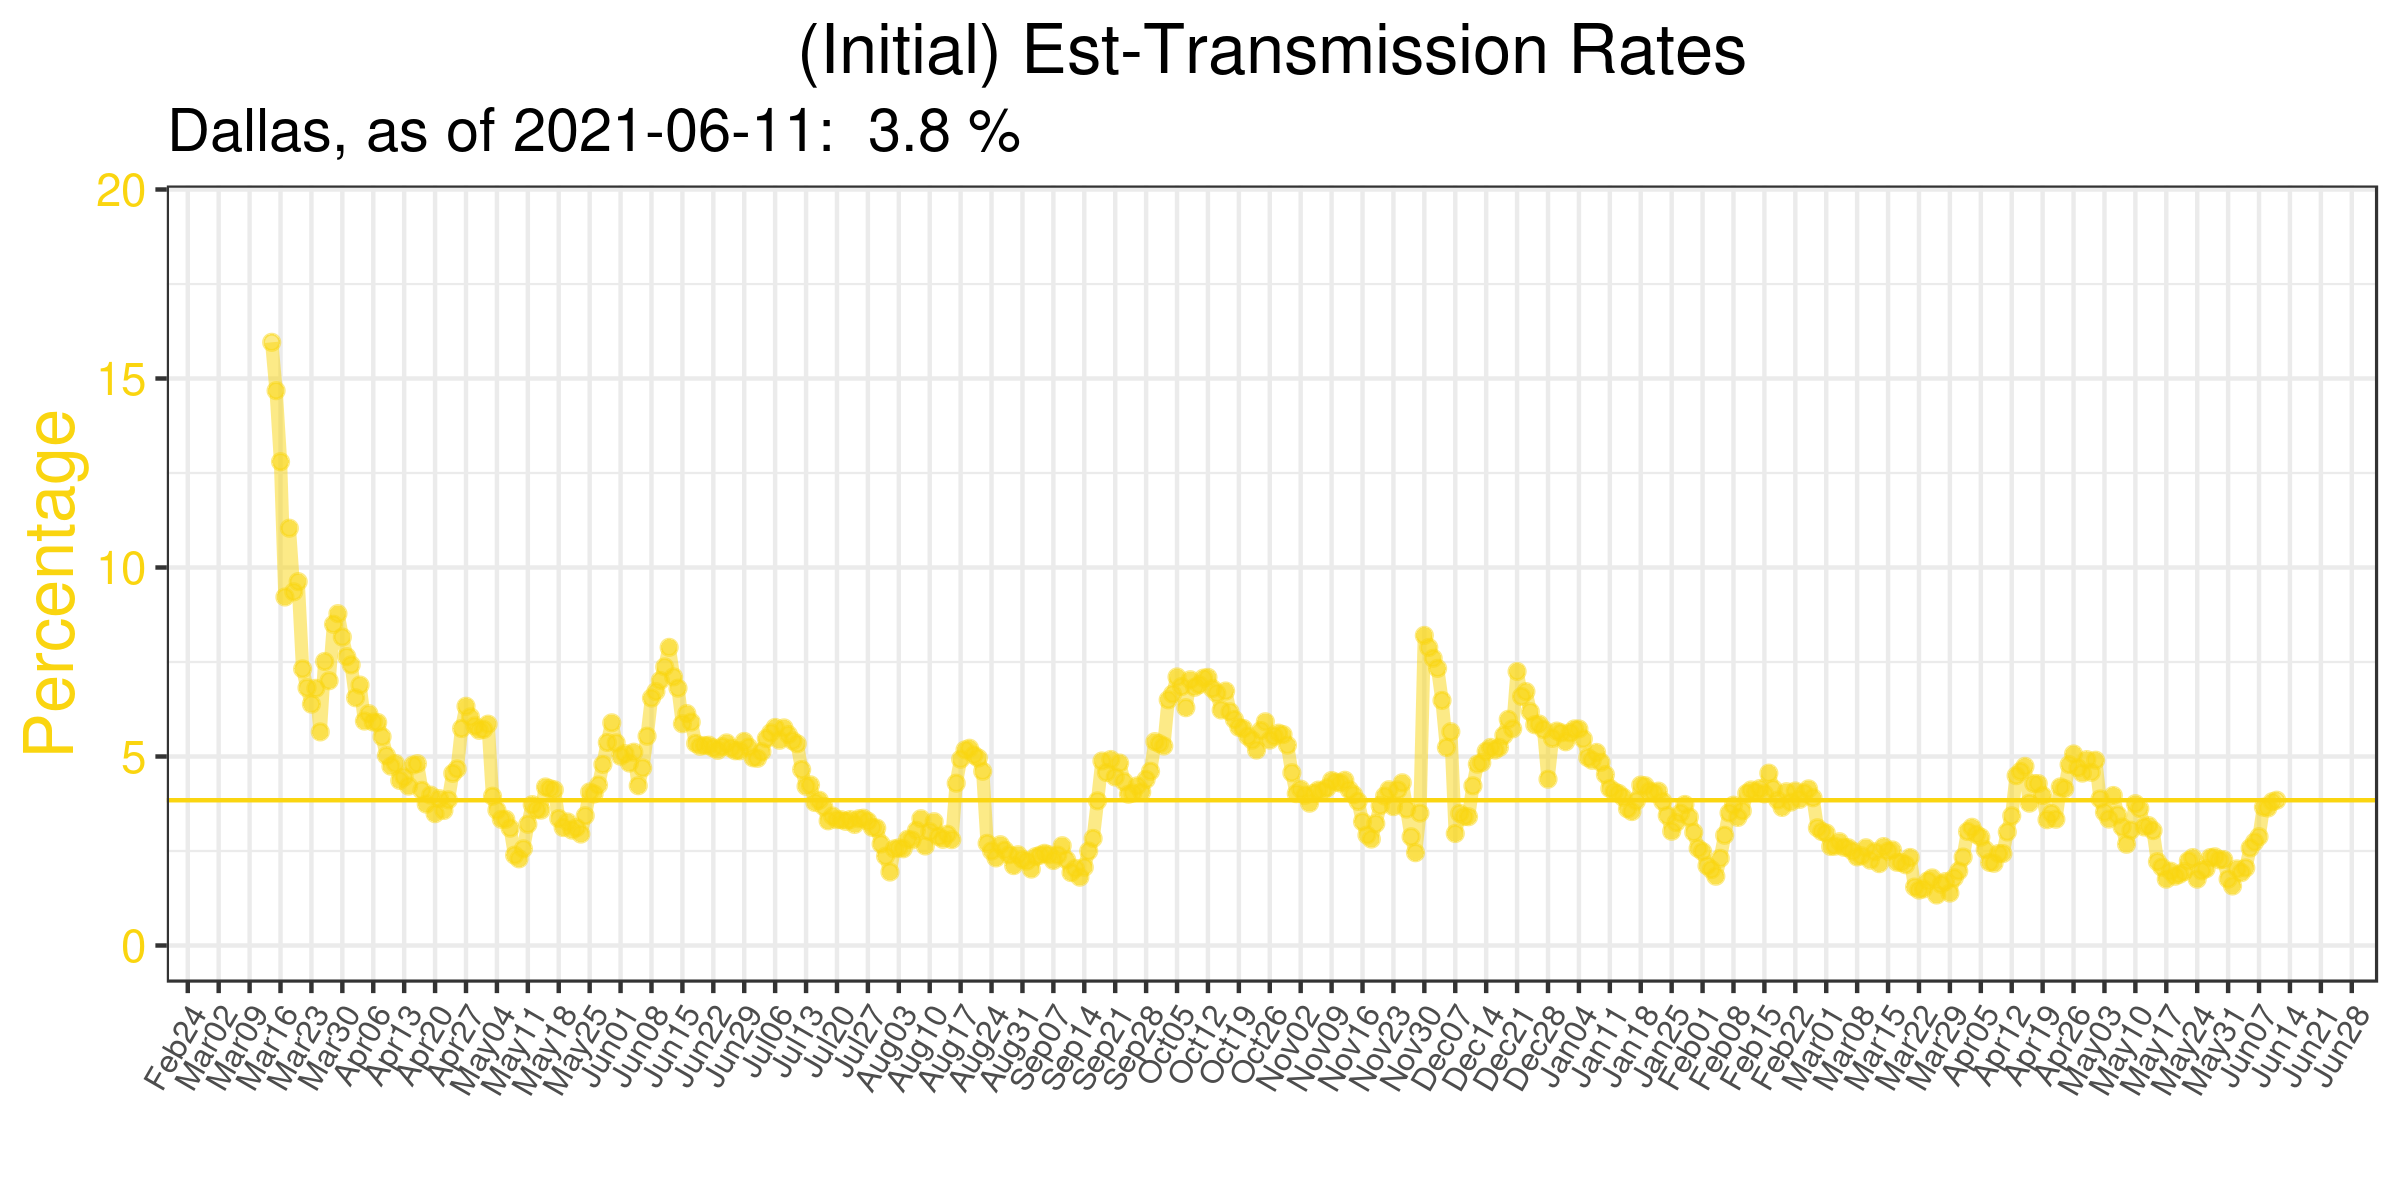 (Initial) Est-Transmission Rates
Dallas, as of 2021-06-11:  3.8 %
Percentage
20
15
10
5
0
Feb24
Mar02
Mar09
Mar16
Mar23
Mar30
Apr06
Apr13
Apr20
Apr27
May04
May11
May18
May25
Jun01
Jun08
Jun15
Jun22
Jun29
Jul06
Jul13
Jul20
Jul27
Aug03
Aug10
Aug17
Aug24
Aug31
Sep07
Sep14
Sep21
Sep28
Oct05
Oct12
Oct19
Oct26
Nov02
Nov09
Nov16
Nov23
Nov30
Dec07
Dec14
Dec21
Dec28
Jan04
Jan11
Jan18
Jan25
Feb01
Feb08
Feb15
Feb22
Mar01
Mar08
Mar15
Mar22
Mar29
Apr05
Apr12
Apr19
Apr26
May03
May10
May17
May24
May31
Jun07
Jun14
Jun21
Jun28